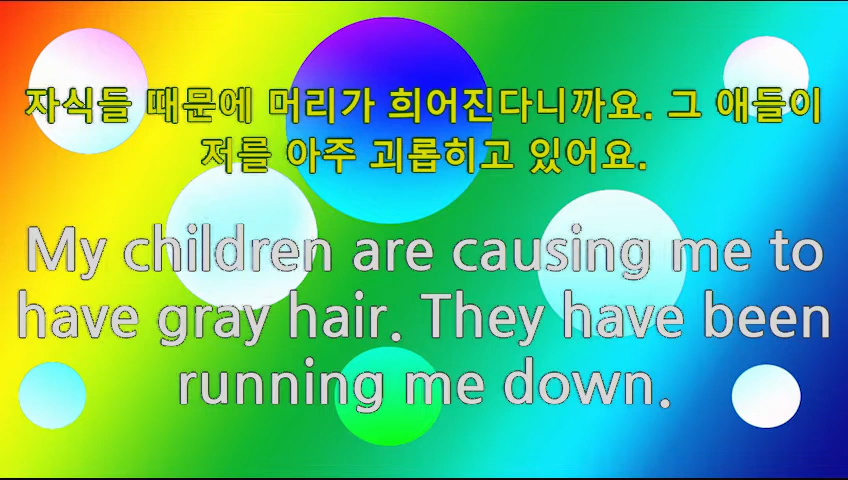 자식들 때문에 머리가 희어진다니까요. 그 애들이
저를 아주 괴롭히고 있어요.
My children are causing me to
have gray hair. They have been
running me down.